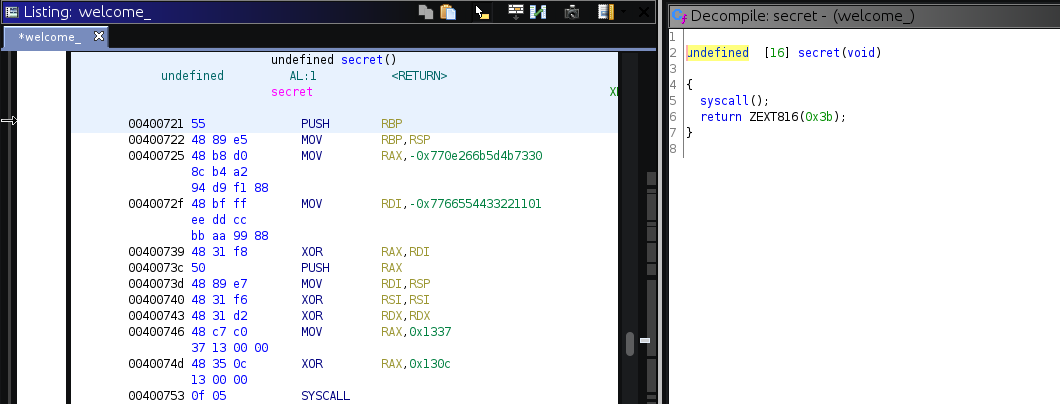 Listing: welcome_
*welcome_
undefined secret()
undefined AL:1 <RETURN>
secret
00400721 55 PUSH RBP
00400722 48 89 e5 MOV RBP,RSP
00400725 48 b8 d0 MOV RAX,-0x770e266b5d4b7330
8c b4 a2
94 d9 f1 88
0040072f 48 bf ff MOV RDI,-0x7766554433221101
ee dd cc
bb aa 99 88
00400739 48 31 f8 XOR RAX,RDI
0040073c 50 PUSH RAX
0040073d 48 89 e7 MOV RDI,RSP
00400740 48 31 f6 XOR RSI,RSI
00400743 48 31 d2 XOR RDX,RDX
00400746 48 c7 c0 MOV RAX,0x1337
37 13 00 00
0040074d 48 35 0c XOR RAX,0x130c
13 00 00
00400753 0f 05 SYSCALL
Decompile: secret - (welcome_)
1
2 undefined [16] secret(void)
3
4 {
5 syscall();
6 return ZEXT816(0x3b);
7 }
8